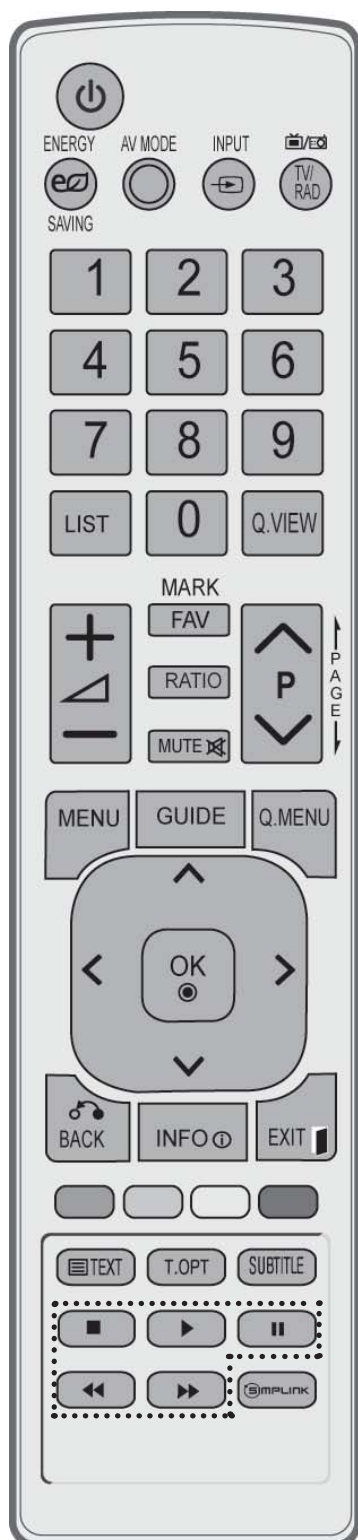 ENERGY AV MODE INPUT
TV/
RAD
SAVING
1 2 3
4 5 6
7 8 9
LIST 0 Q.VIEW
MARK
FAV
RATIO P
PAGE
MUTE
MENU GUIDE Q.MENU
OK
BACK INFO EXIT
TEXT T.OPT SUBTITLE
SIMPLINK